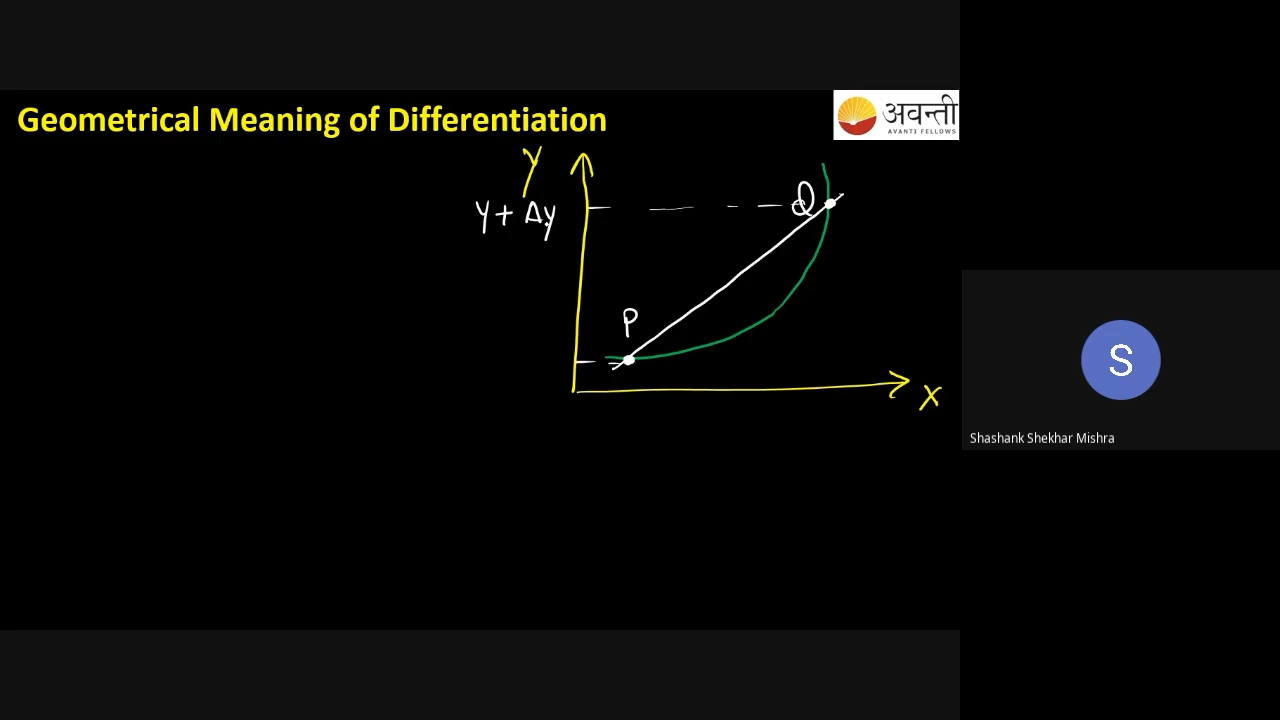 Geometrical Meaning of Differentiation
अवन्ती
AVANTI FELLOWS
Y
y + Δy
Q
P
X
S
Shashank Shekhar Mishra